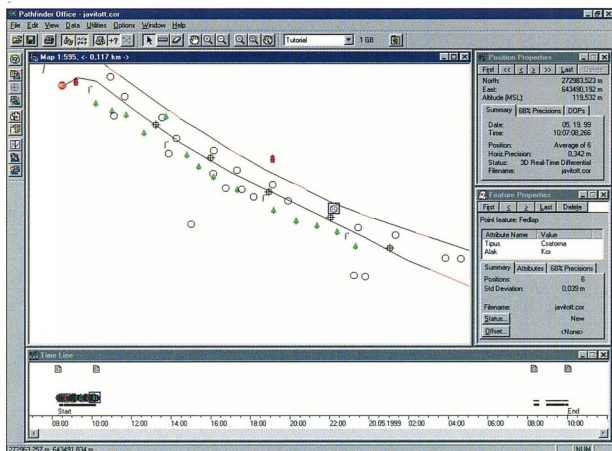 Pathfinder Office - javitott.cor
File Edit View Data Utilities Options Window Help
Tutorial
1 GB
Map 1:595, <- 0,117 km ->
Position Properties
First << < > >> Last Delete
North: 272983,523 m
East: 643490,192 m
Altitude (MSL): 119,532 m
Summary 68% Precision DOPs
Date: 05. 19. 99
Time: 10:07:08,266
Position: Average of 6
Horiz.Precision: 0,342 m
Status: 3D Real-Time Differential
Filename: javitott.cor
Feature Properties
First < > Last Delete
Point feature: Fedlap
Attribute Name Value
Tipus Csatorna
Alak Kor
Summary Attributes 68% Precisions
Positions: 6
Std Deviation: 0,039 m
Filename: javitott.cor
Status... New
Offset... <None>
Time Line
Start
End
08:00 10:00 12:00 14:00 16:00 18:00 20:00 22:00 20.05.1999 02:00 04:00 06:00 08:00 10:00
272963,257 m, 643491,834 m
NUM